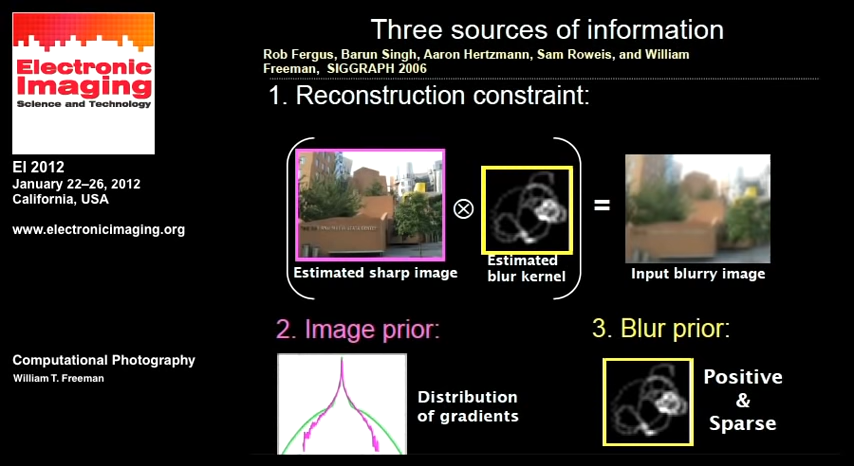 Electronic
Imaging
Science and Technology
EI 2012
January 22–26, 2012
California, USA
www.electronicimaging.org
Computational Photography
William T. Freeman
Three sources of information
Rob Fergus, Barun Singh, Aaron Hertzmann, Sam Roweis, and William
Freeman, SIGGRAPH 2006
1. Reconstruction constraint:
⊗
=
Estimated sharp image
Estimated
blur kernel
Input blurry image
2. Image prior:
Distribution
of gradients
3. Blur prior:
Positive
&
Sparse